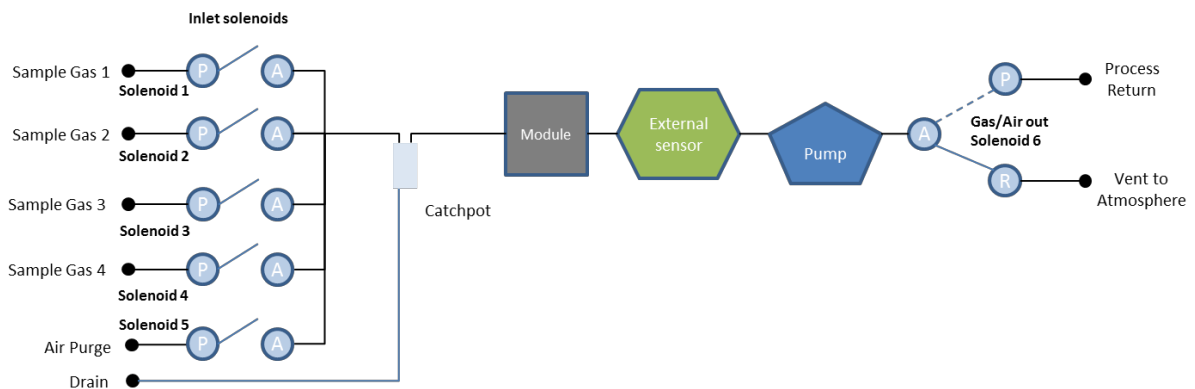 Inlet solenoids
Sample Gas 1
P
A
Solenoid 1
Sample Gas 2
P
A
Solenoid 2
Sample Gas 3
P
A
Solenoid 3
Sample Gas 4
P
A
Solenoid 4
Solenoid 5
Air Purge
P
A
Drain
Catchpot
Module
External
sensor
Pump
A
P
Process
Return
Gas/Air out
Solenoid 6
R
Vent to
Atmosphere